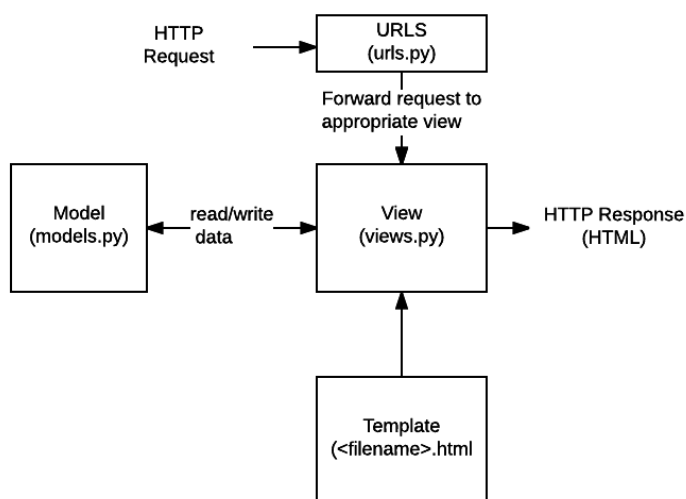 HTTP
Request
URLS
(urls.py)
Forward request to
appropriate view
Model
(models.py)
read/write
data
View
(views.py)
HTTP Response
(HTML)
Template
(<filename>.html